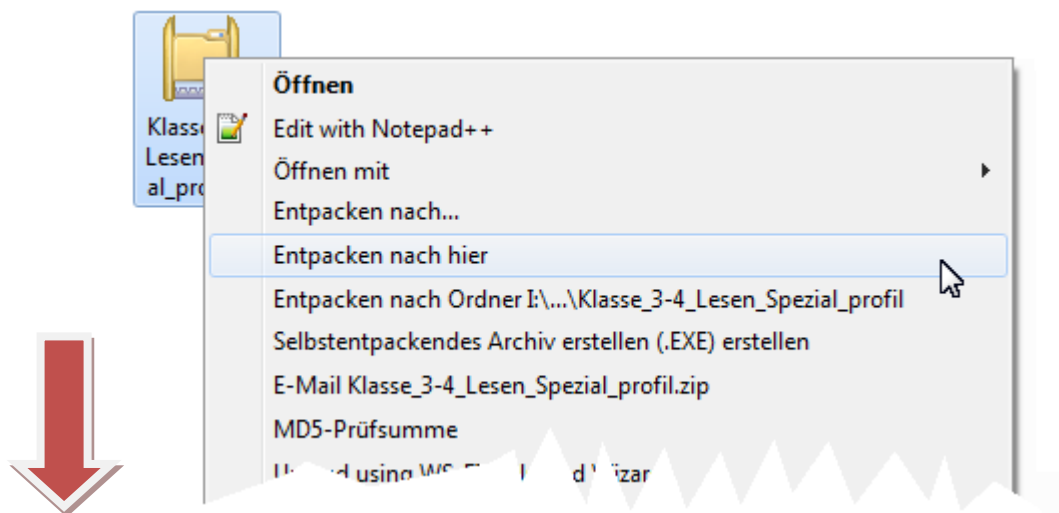 Klasse
Lesen
al_pro
Öffnen
Edit with Notepad++
Öffnen mit
Entpacken nach...
Entpacken nach hier
Entpacken nach Ordner I:\...\Klasse_3-4_Lesen_Spezial_profil
Selbstentpackendes Archiv erstellen (.EXE) erstellen
E-Mail Klasse_3-4_Lesen_Spezial_profil.zip
MD5-Prüfsumme
using